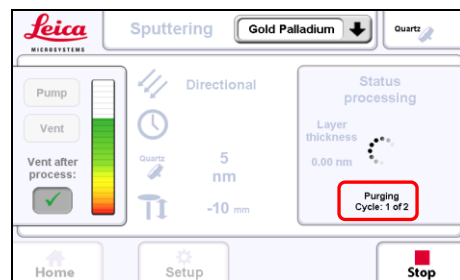 Leica
MICROSYSTEMS
Sputtering
Gold Palladium
Quartz
Pump
Vent
Vent after
process:
Directional
Quartz
5
nm
-10 mm
Status
processing
Layer
thickness
0.00 nm
Purging
Cycle: 1 of 2
Home
Setup
Stop